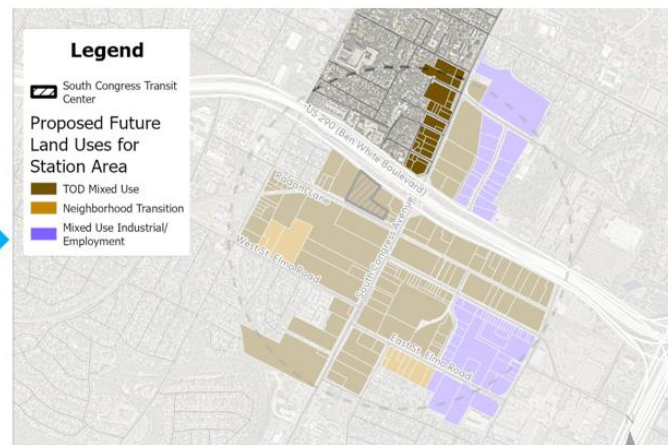 Legend
South Congress Transit
Center
Proposed Future
Land Uses for
Station Area
TOD Mixed Use
Neighborhood Transition
Mixed Use Industrial/
Employment
US 290 (Ben White Boulevard)
Radam Lane
South Congress Avenue
West St. Elmo Road
East St. Elmo Road